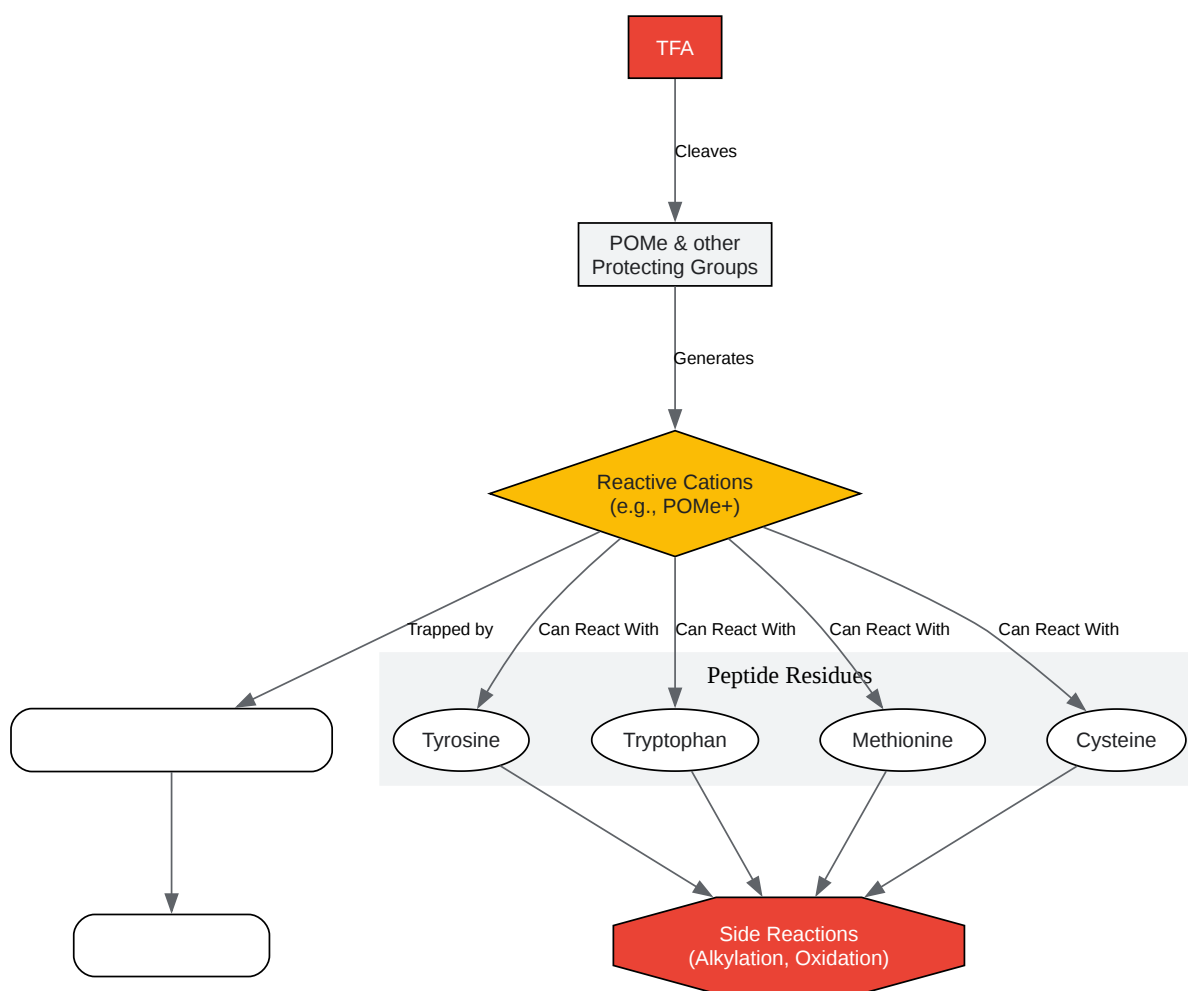 TFA
Cleaves
POMe & other
Protecting Groups
Generates
Reactive Cations
(e.g., POMe+)
Trapped by
Can React With
Can React With
Can React With
Can React With
Peptide Residues
Tyrosine
Tryptophan
Methionine
Cysteine
Side Reactions
(Alkylation, Oxidation)